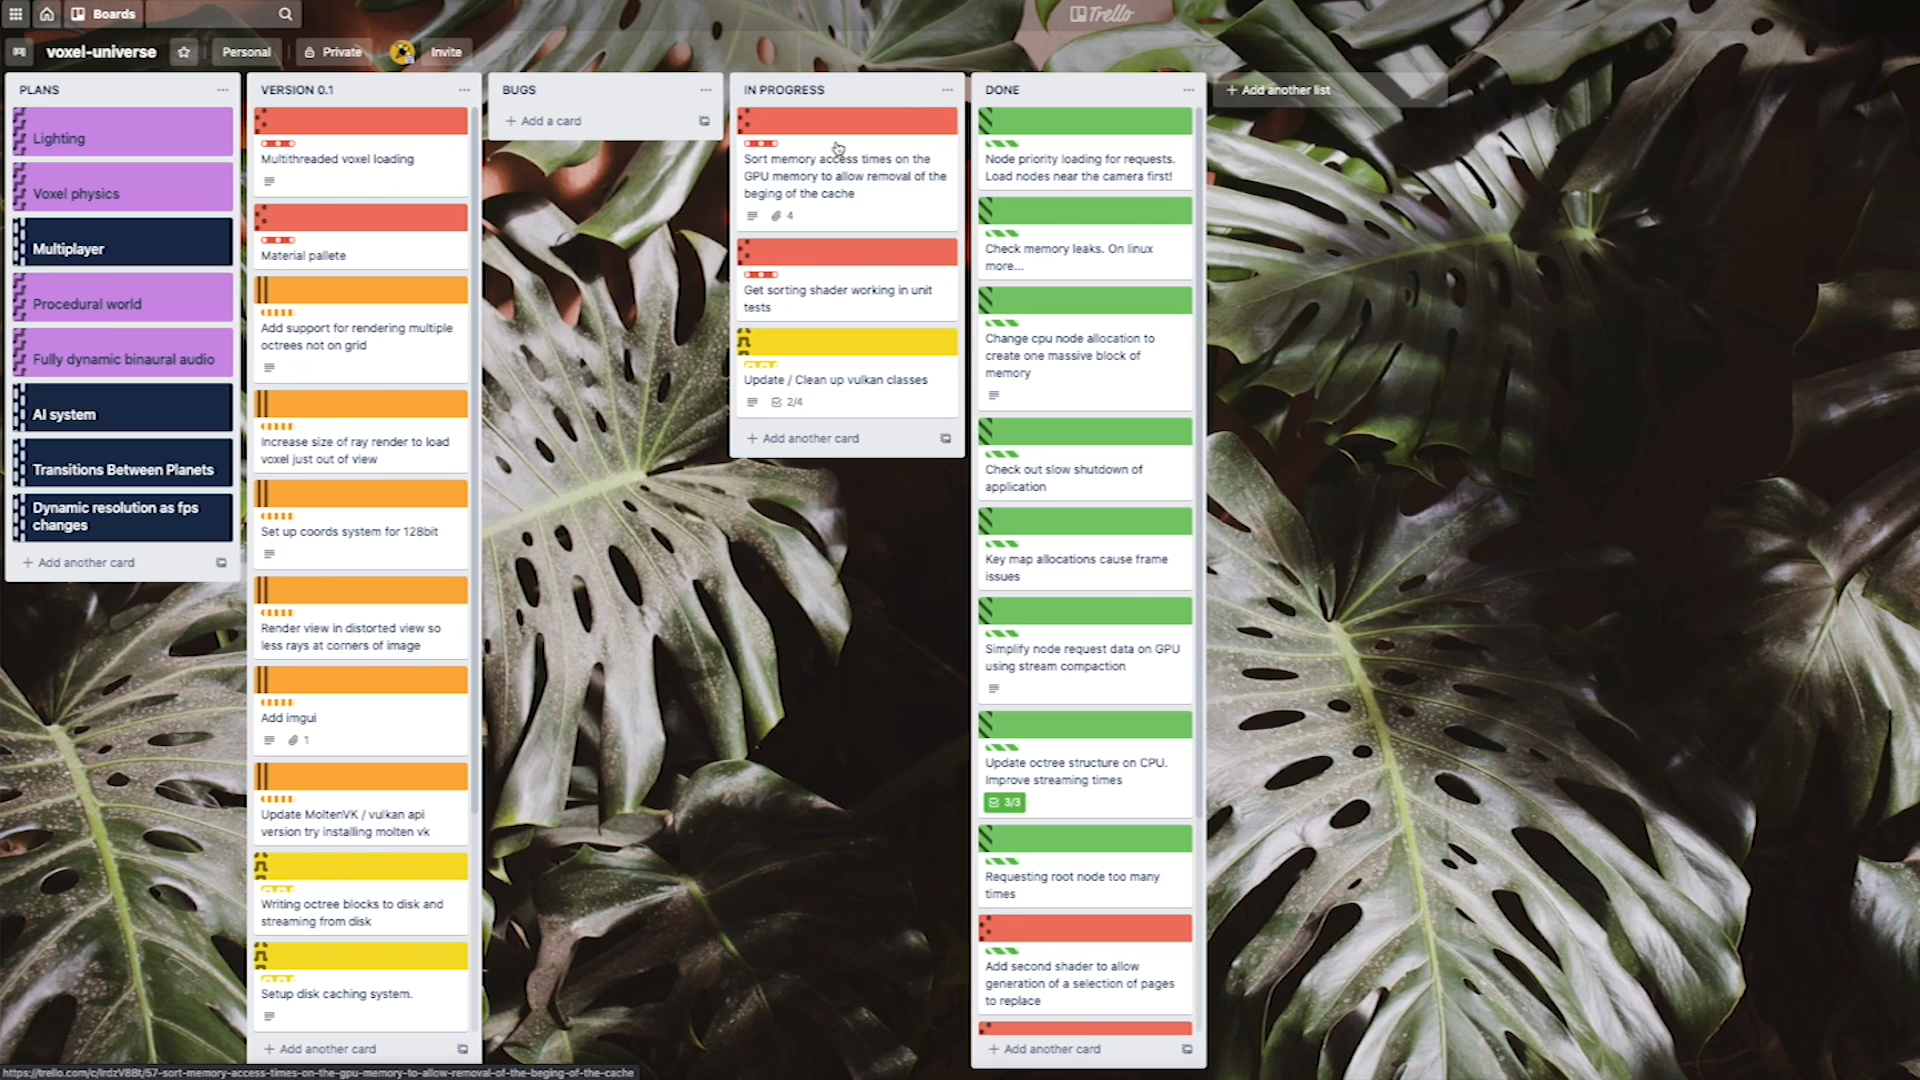 Boards
Trello
voxel-universe
Personal
Private
Invite
PLANS
Lighting
Voxel physics
Multiplayer
Procedural world
Fully dynamic binaural audio
AI system
Transitions Between Planets
Dynamic resolution as fps
changes
+ Add another card
VERSION 0.1
Multithreaded voxel loading
Material pallete
Add support for rendering multiple
octrees not on grid
Increase size of ray render to load
voxel just out of view
Set up coords system for 128bit
Render view in distorted view so
less rays at corners of image
Add imgui
1
Update MoltenVK / vulkan api
version try installing molten vk
Writing octree blocks to disk and
streaming from disk
Setup disk caching system.
+ Add another card
BUGS
+ Add a card
IN PROGRESS
Sort memory access times on the
GPU memory to allow removal of the
beging of the cache
4
Get sorting shader working in unit
tests
Update / Clean up vulkan classes
2/4
+ Add another card
DONE
Node priority loading for requests.
Load nodes near the camera first!
Check memory leaks. On linux
more...
Change cpu node allocation to
create one massive block of
memory
Check out slow shutdown of
application
Key map allocations cause frame
issues
Simplify node request data on GPU
using stream compaction
Update octree structure on CPU.
Improve streaming times
3/3
Requesting root node too many
times
Add second shader to allow
generation of a selection of pages
to replace
+ Add another card
+ Add another list
https://trello.com/c/lrdzV8Bt/57-sort-memory-access-times-on-the-gpu-memory-to-allow-removal-of-the-beging-of-the-cache